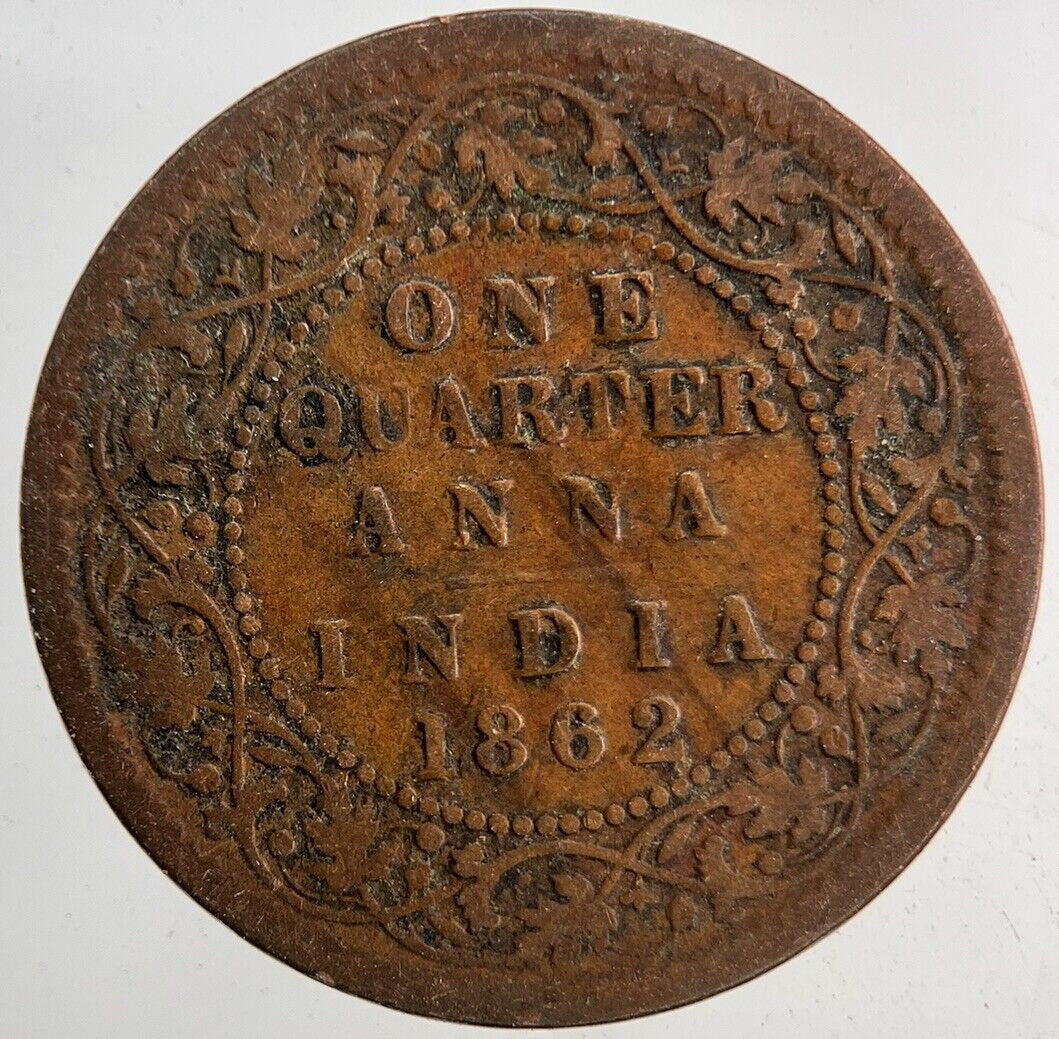 ONE
QUARTER
ANNA
INDIA
1862